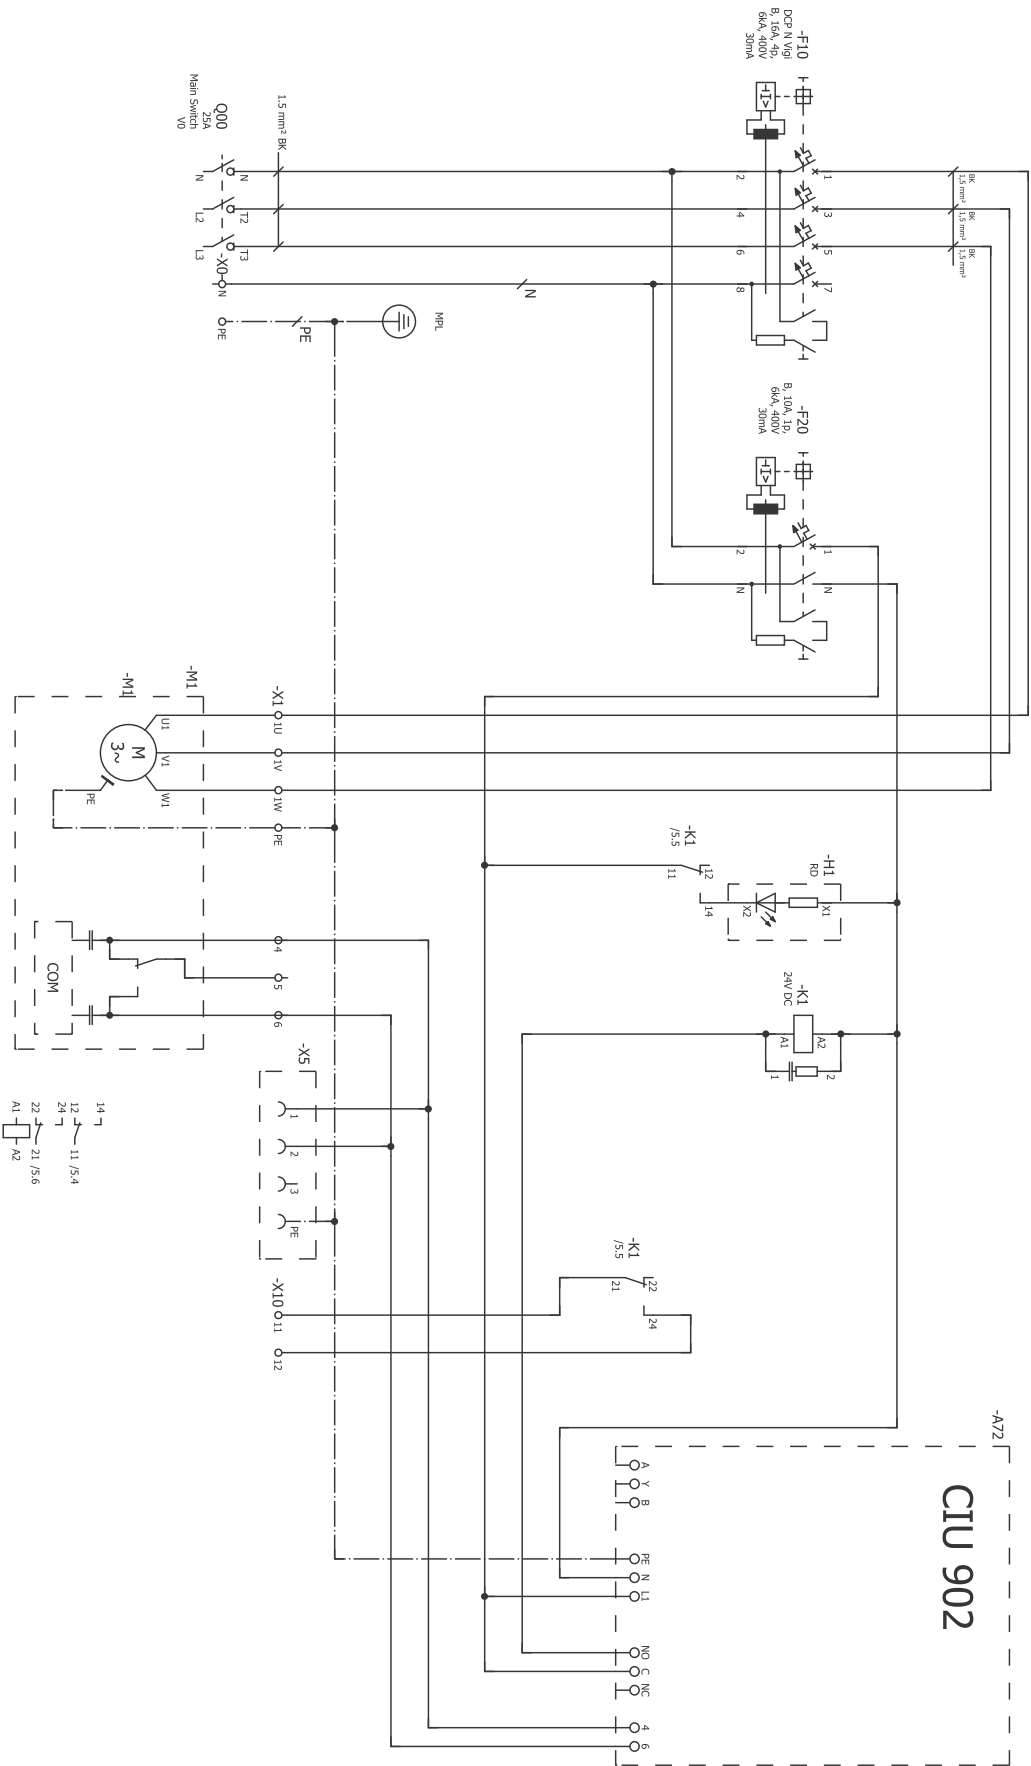 -F10
DCP N Vigi
B, 16A, 4p,
6kA, 400V
30mA
-F20
B, 10A, 1p,
6kA, 400V
30mA
Q00
25A
Main Switch
V0
1.5 mm² BK
BK
1,5 mm²
BK
1,5 mm²
BK
1,5 mm²
1
3
5
7
2
4
6
8
I>
N
L2
L3
N
T2
T3
-X0
N
PE
N
PE
MPL
1
N
2
N
I>
-M1
-M1
M
3~
U1
V1
W1
PE
-X1
1U
1V
1W
PE
4
5
6
COM
-K1
/5.5
12
11
14
-H1
RD
X1
X2
-K1
24V DC
A2
A1
2
1
-X5
1
2
3
PE
14
12
11 /5.4
24
22
21 /5.6
A1
A2
-K1
/5.5
22
21
24
-X10
11
12
-A72
CIU 902
A
Y
B
PE
N
L1
NO
C
NC
4
6